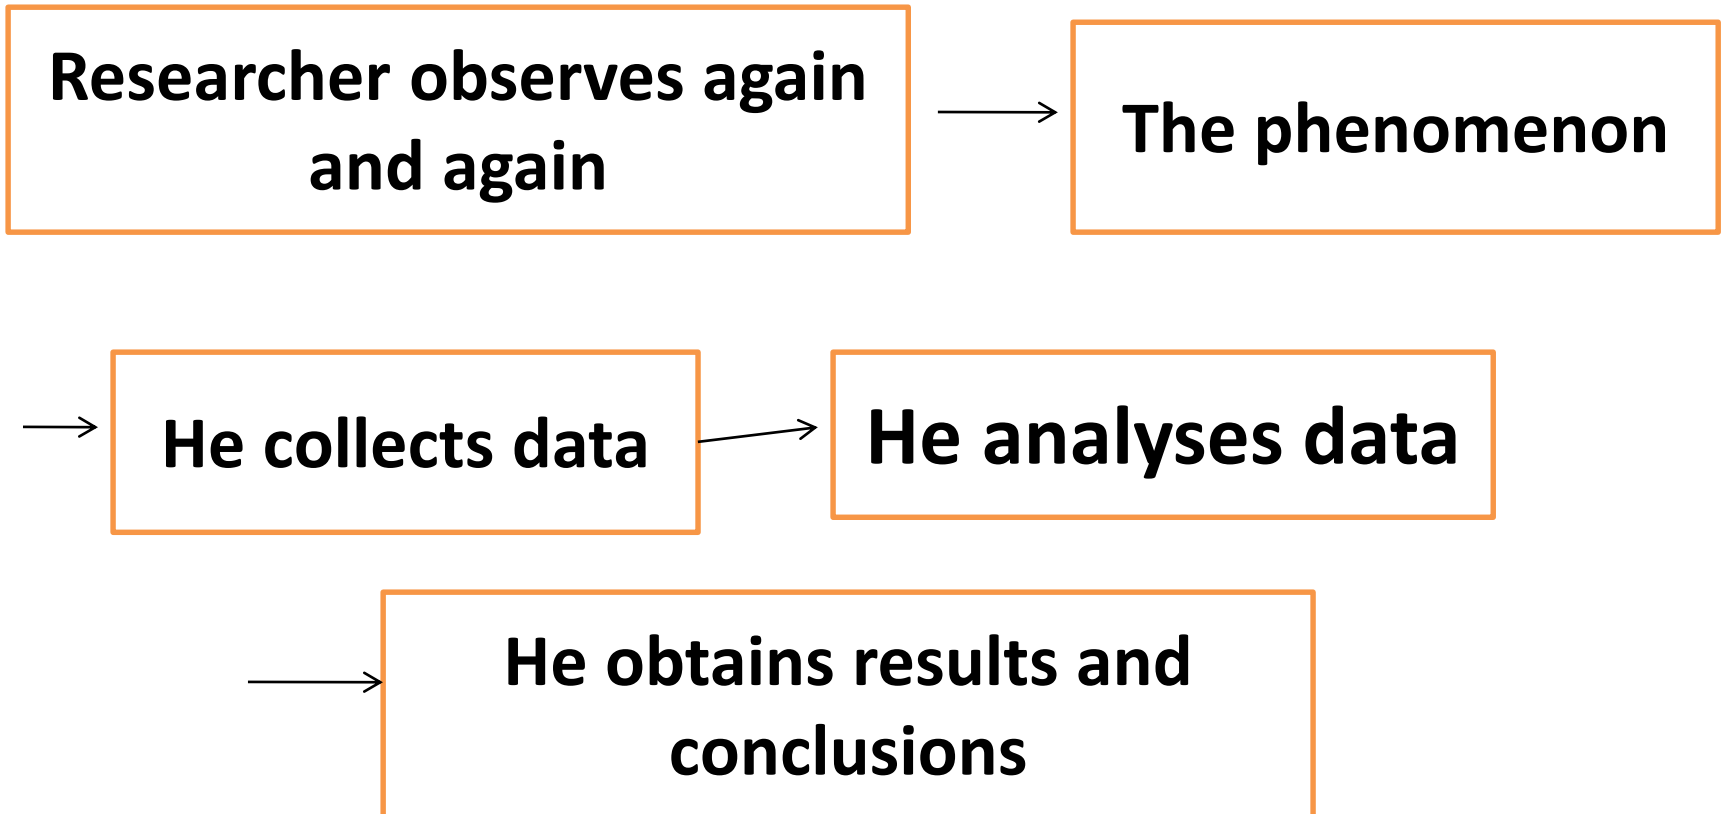 Researcher observes again
and again
The phenomenon
He collects data
He analyses data
He obtains results and
conclusions